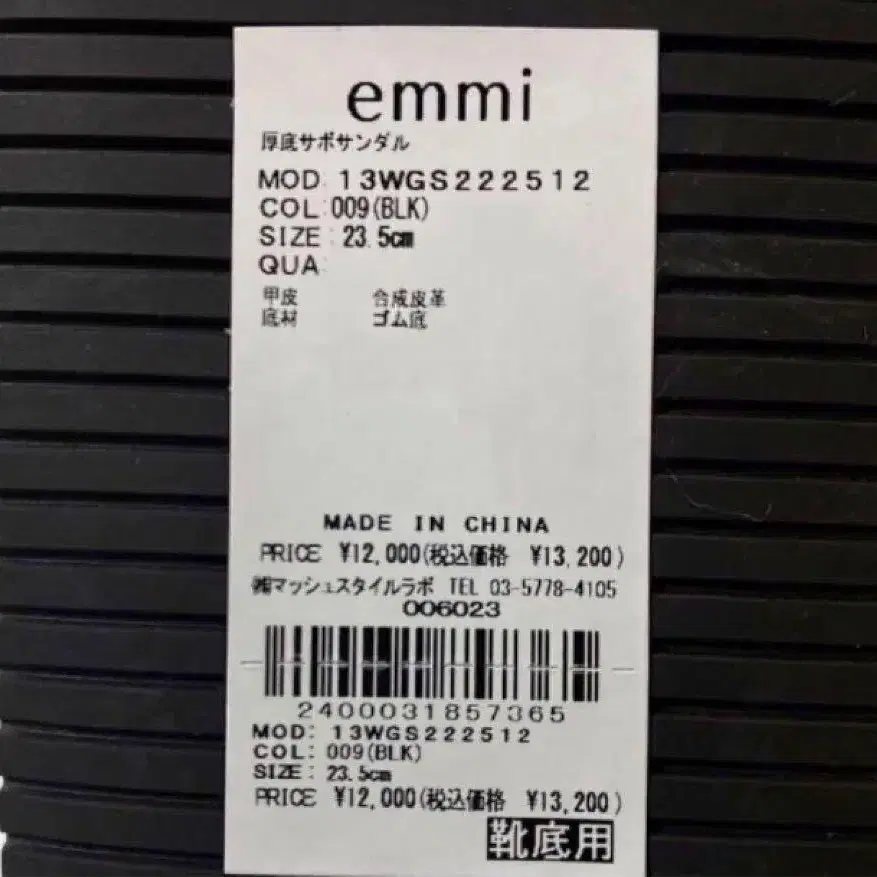 emmi
厚底サボサンダル
MOD:13WGS222512
COL:009(BLK)
SIZE:23.5cm
QUA:
甲皮 合成皮革
底材 ゴム底
MADE IN CHINA
PRICE ¥12,000(税込価格 ¥13,200)
㈱マッシュスタイルラボ TEL 03-5778-4105
006023
2400031857365
MOD: 13WGS222512
COL: 009(BLK)
SIZE: 23.5cm
PRICE ¥12,000(税込価格 ¥13,200)
靴底用